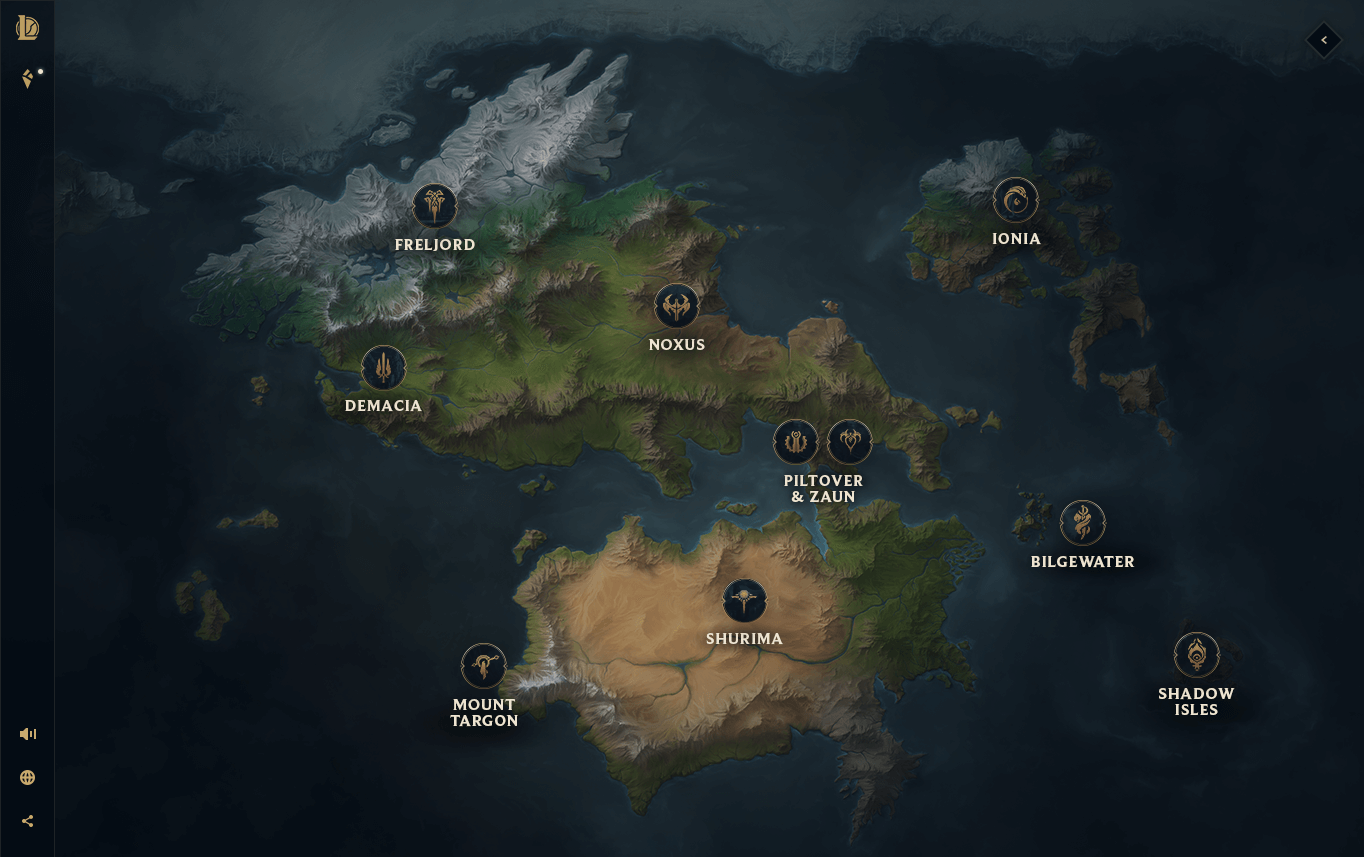 FRELJORD
IONIA
NOXUS
DEMACIA
PILTOVER
& ZAUN
BILGEWATER
SHURIMA
MOUNT
TARGON
SHADOW
ISLES